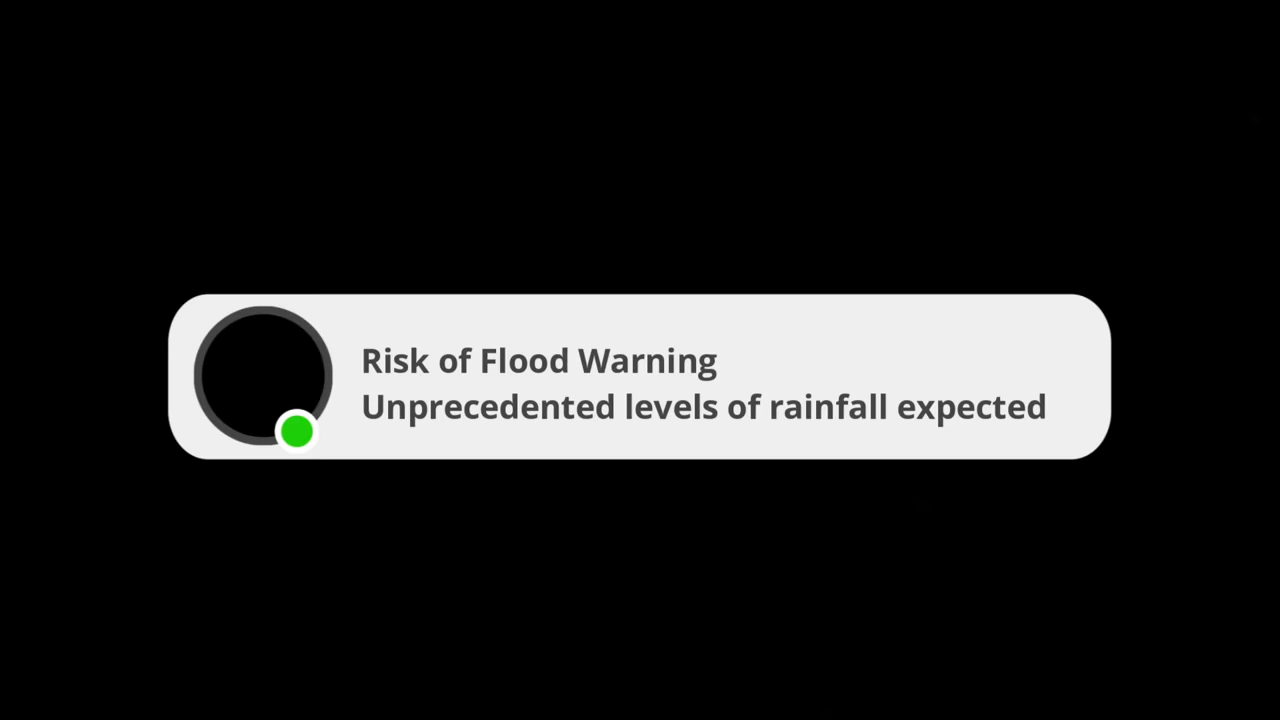 Risk of Flood Warning
Unprecedented levels of rainfall expected